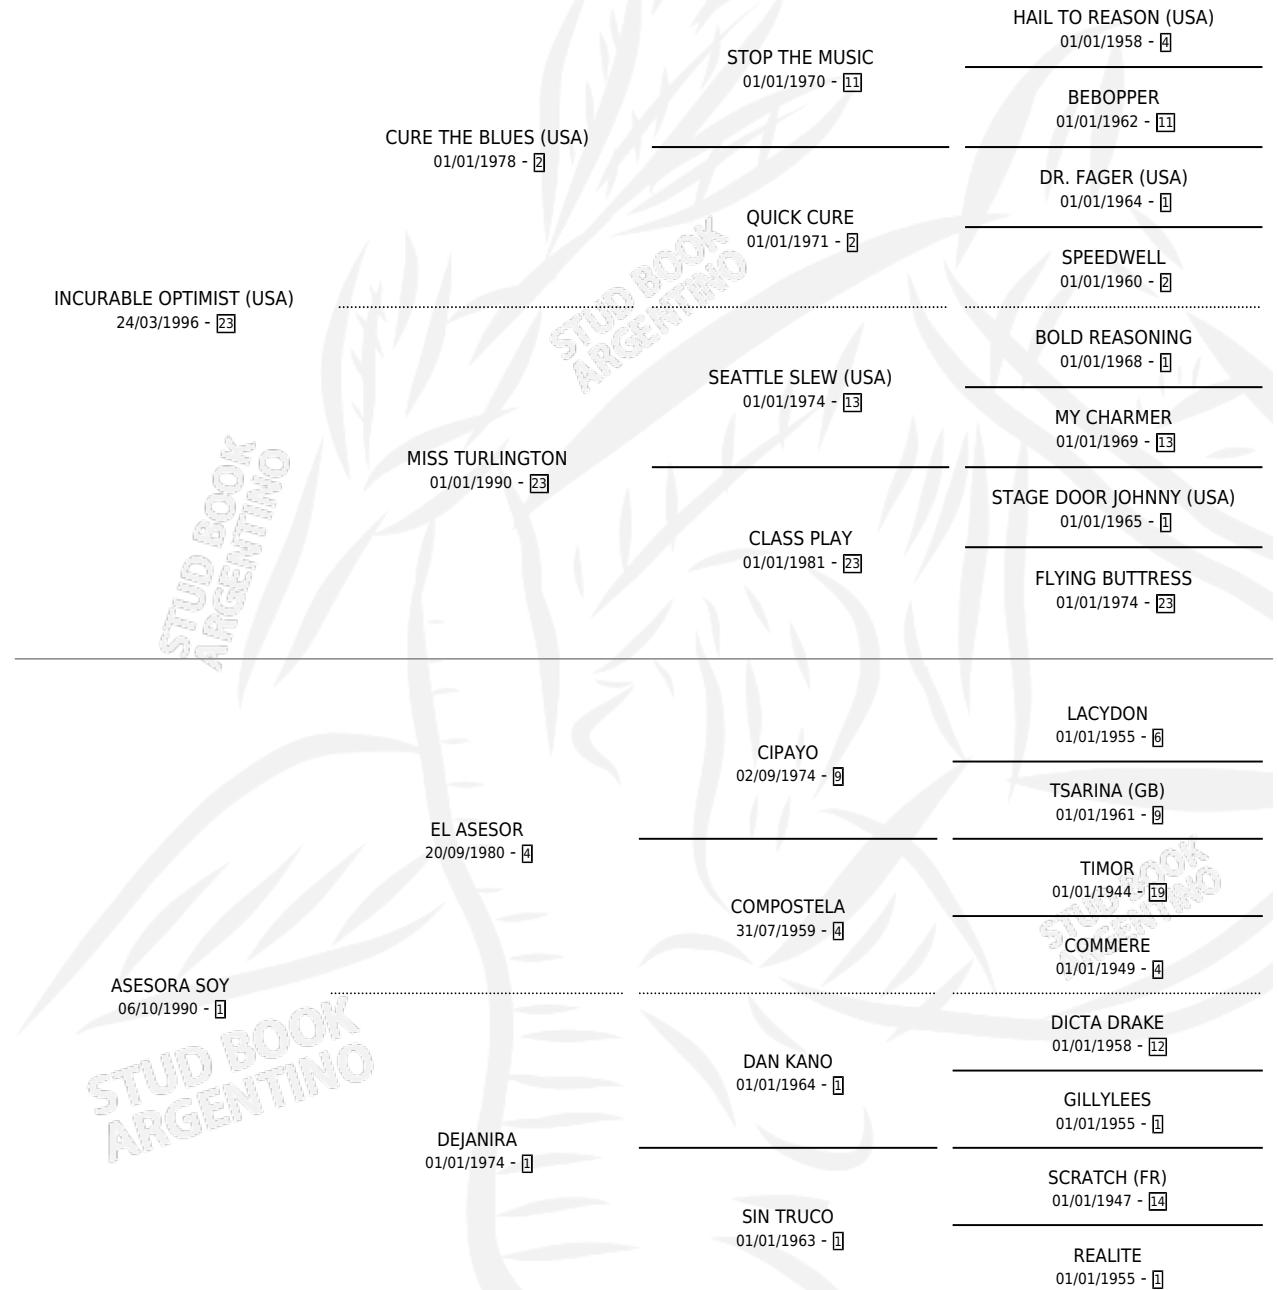 HAIL TO REASON (USA)
01/01/1958 - 4
STOP THE MUSIC
01/01/1970 - 11
BEBOPPER
01/01/1962 - 11
CURE THE BLUES (USA)
01/01/1978 - 2
DR. FAGER (USA)
01/01/1964 - 1
QUICK CURE
01/01/1971 - 2
SPEEDWELL
01/01/1960 - 2
INCURABLE OPTIMIST (USA)
24/03/1996 - 23
BOLD REASONING
01/01/1968 - 1
SEATTLE SLEW (USA)
01/01/1974 - 13
MY CHARMER
01/01/1969 - 13
MISS TURLINGTON
01/01/1990 - 23
STAGE DOOR JOHNNY (USA)
01/01/1965 - 1
CLASS PLAY
01/01/1981 - 23
FLYING BUTTRESS
01/01/1974 - 23
LACYDON
01/01/1955 - 6
CIPAYO
02/09/1974 - 9
TSARINA (GB)
01/01/1961 - 9
EL ASESOR
20/09/1980 - 4
TIMOR
01/01/1944 - 19
COMPOSTELA
31/07/1959 - 4
COMMERE
01/01/1949 - 4
ASESORA SOY
06/10/1990 - 1
DICTA DRAKE
01/01/1958 - 12
DAN KANO
01/01/1964 - 1
GILLYLEES
01/01/1955 - 1
DEJANIRA
01/01/1974 - 1
SCRATCH (FR)
01/01/1947 - 14
SIN TRUCO
01/01/1963 - 1
REALITE
01/01/1955 - 1
STUD BOOK
ARGENTINO
STUD BOOK
ARGENTINO
STUD BOOK
ARGENTINO
STUD BOOK
ARGENTINO